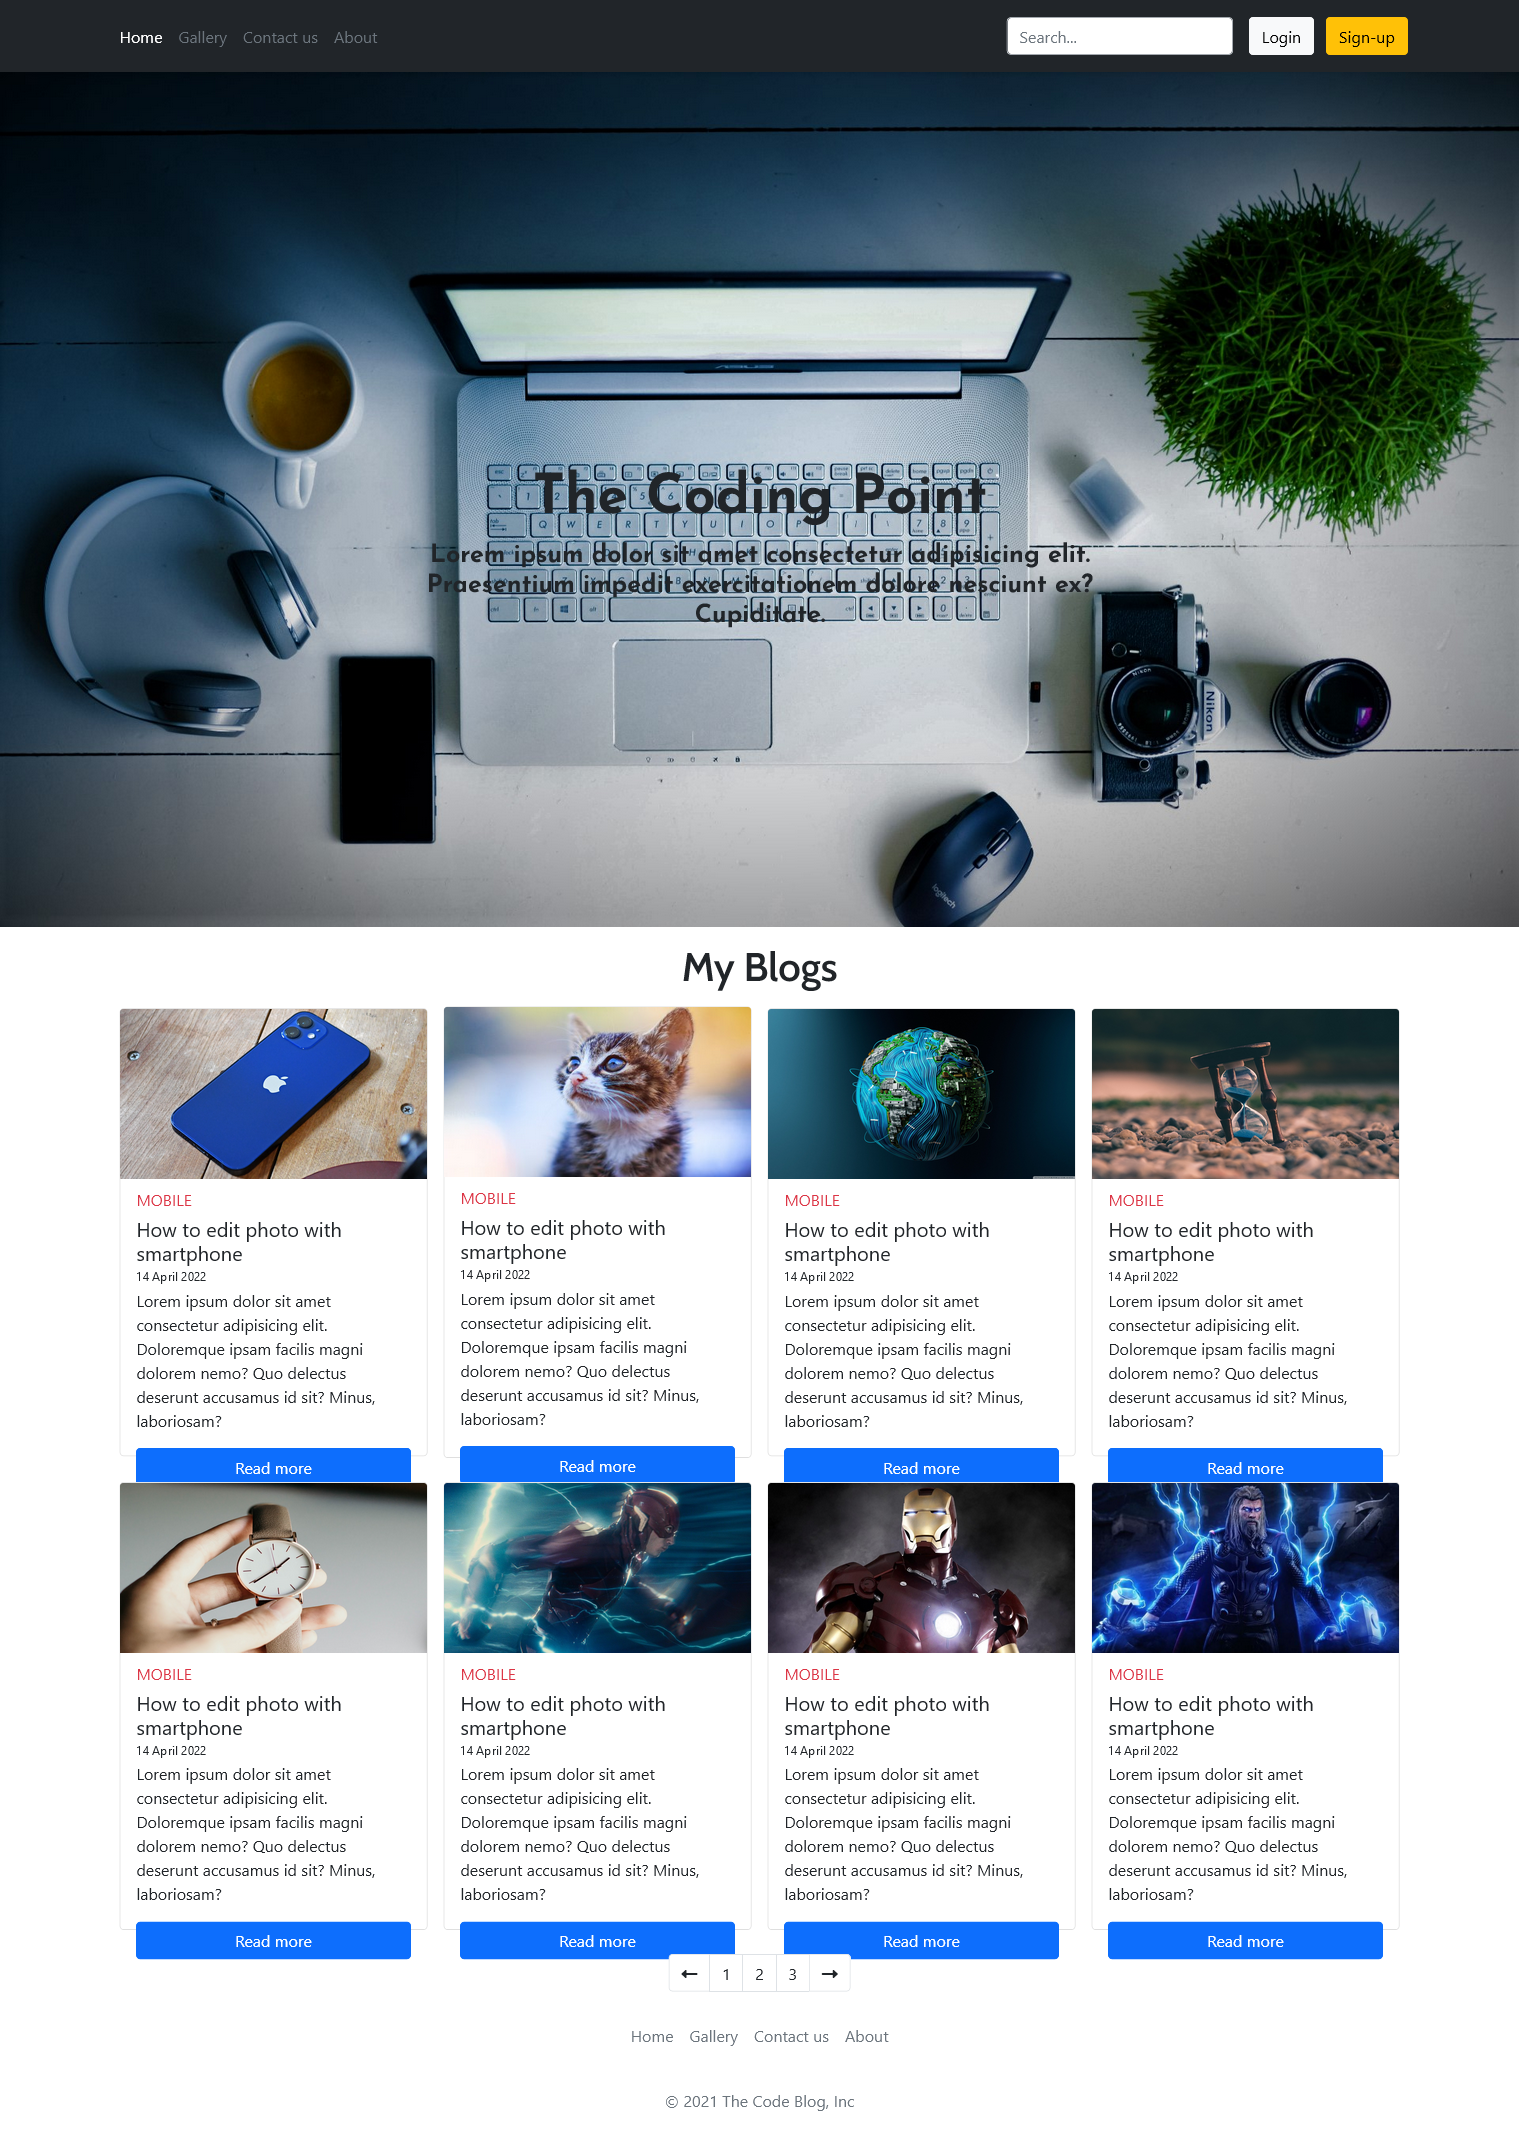 Home Gallery Contact us About Search... Login Sign-up
ASUS
The Coding Point
Lorem ipsum dolor sit amet consectetur adipisicing elit.
Praesentium impedit exercitationem dolore nesciunt ex?
Cupiditate.
Nikon
logitech
My Blogs
MOBILE
How to edit photo with
smartphone
14 April 2022
Lorem ipsum dolor sit amet
consectetur adipisicing elit.
Doloremque ipsam facilis magni
dolorem nemo? Quo delectus
deserunt accusamus id sit? Minus,
laboriosam?
Read more
MOBILE
How to edit photo with
smartphone
14 April 2022
Lorem ipsum dolor sit amet
consectetur adipisicing elit.
Doloremque ipsam facilis magni
dolorem nemo? Quo delectus
deserunt accusamus id sit? Minus,
laboriosam?
Read more
MOBILE
How to edit photo with
smartphone
14 April 2022
Lorem ipsum dolor sit amet
consectetur adipisicing elit.
Doloremque ipsam facilis magni
dolorem nemo? Quo delectus
deserunt accusamus id sit? Minus,
laboriosam?
Read more
MOBILE
How to edit photo with
smartphone
14 April 2022
Lorem ipsum dolor sit amet
consectetur adipisicing elit.
Doloremque ipsam facilis magni
dolorem nemo? Quo delectus
deserunt accusamus id sit? Minus,
laboriosam?
Read more
MOBILE
How to edit photo with
smartphone
14 April 2022
Lorem ipsum dolor sit amet
consectetur adipisicing elit.
Doloremque ipsam facilis magni
dolorem nemo? Quo delectus
deserunt accusamus id sit? Minus,
laboriosam?
Read more
MOBILE
How to edit photo with
smartphone
14 April 2022
Lorem ipsum dolor sit amet
consectetur adipisicing elit.
Doloremque ipsam facilis magni
dolorem nemo? Quo delectus
deserunt accusamus id sit? Minus,
laboriosam?
Read more
MOBILE
How to edit photo with
smartphone
14 April 2022
Lorem ipsum dolor sit amet
consectetur adipisicing elit.
Doloremque ipsam facilis magni
dolorem nemo? Quo delectus
deserunt accusamus id sit? Minus,
laboriosam?
Read more
MOBILE
How to edit photo with
smartphone
14 April 2022
Lorem ipsum dolor sit amet
consectetur adipisicing elit.
Doloremque ipsam facilis magni
dolorem nemo? Quo delectus
deserunt accusamus id sit? Minus,
laboriosam?
Read more
← 1 2 3 →
Home Gallery Contact us About
© 2021 The Code Blog, Inc